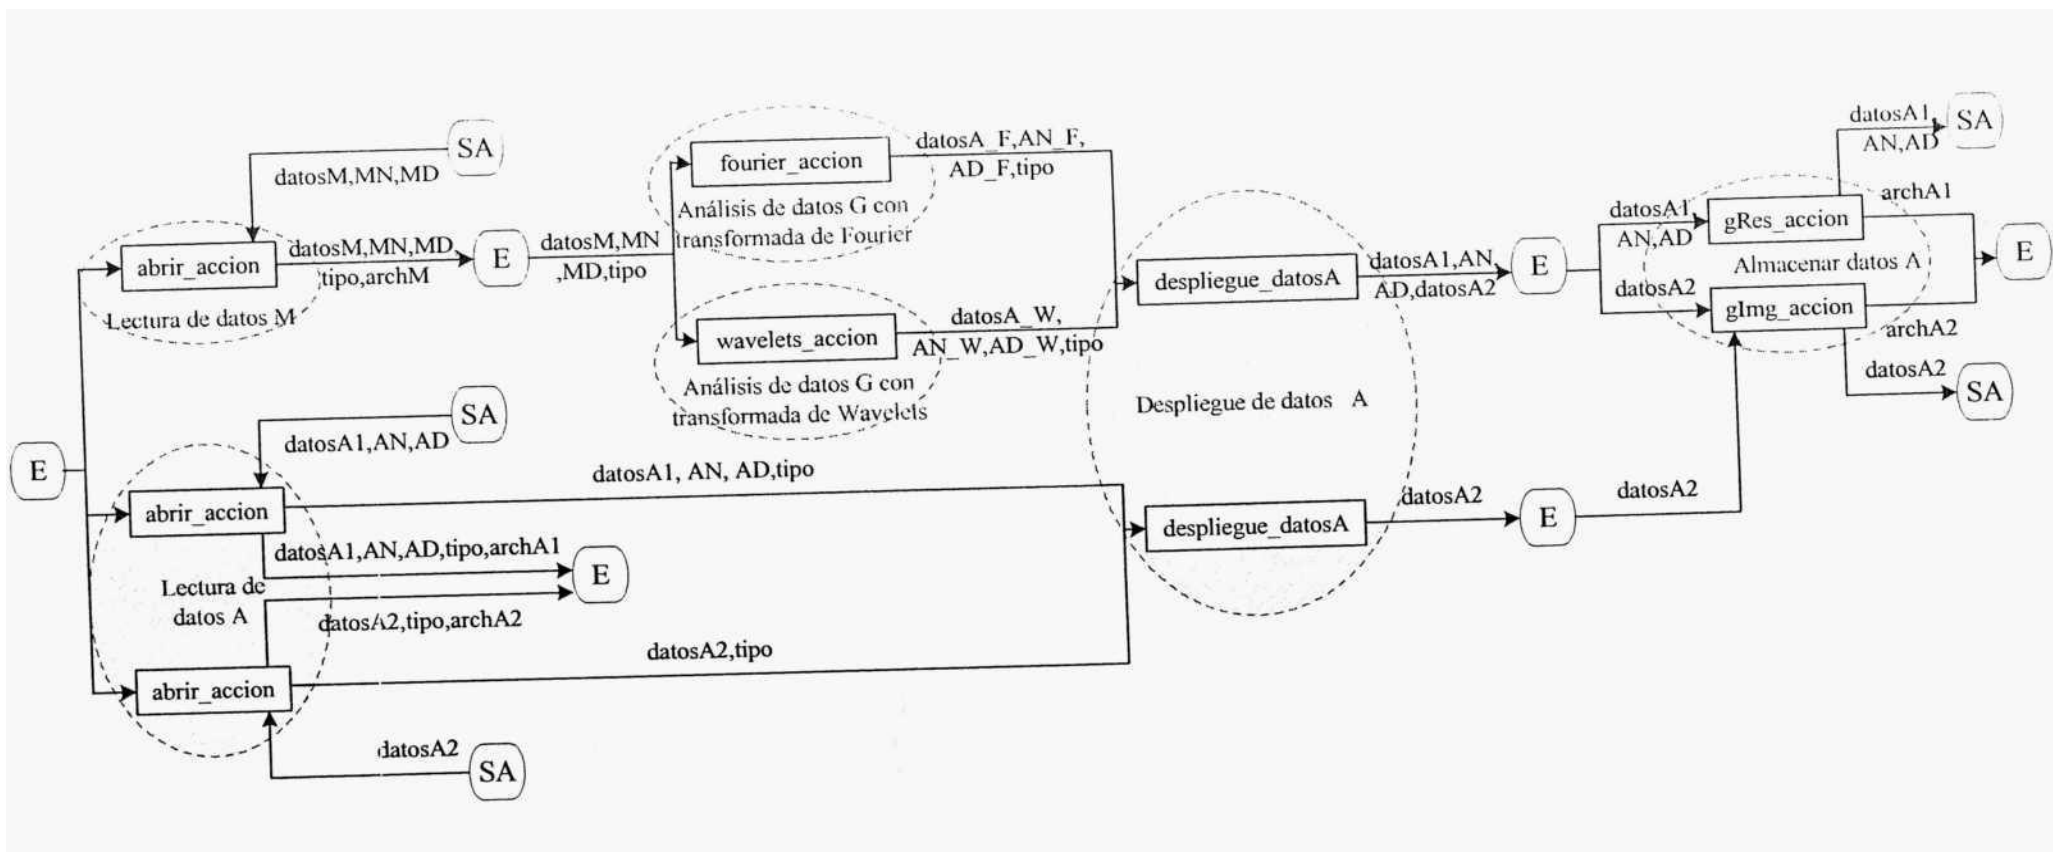 SA
datosM,MN,MD
abrir_accion
datosM,MN,MD
tipo,archM
Lectura de datos M
E
datosM,MN
,MD,tipo
fourier_accion
Análisis de datos G con
transformada de Fourier
datosA_F,AN_F,
AD_F,tipo
wavelets_accion
Análisis de datos G con
transformada de Wavelets
datosA_W,
AN_W,AD_W,tipo
despliegue_datosA
datosA1,AN
AD,datosA2
E
datosA1,
AN,AD
datosA2
gRes_accion
Almacenar datos A
gImg_accion
datosA1,
AN,AD
SA
archA1
E
archA2
datosA2
SA
E
SA
datosA1,AN,AD
abrir_accion
datosA1, AN, AD,tipo
datosA1,AN,AD,tipo,archA1
E
Lectura de
datos A
datosA2,tipo,archA2
abrir_accion
datosA2,tipo
datosA2
SA
Despliegue de datos A
despliegue_datosA
datosA2
E
datosA2